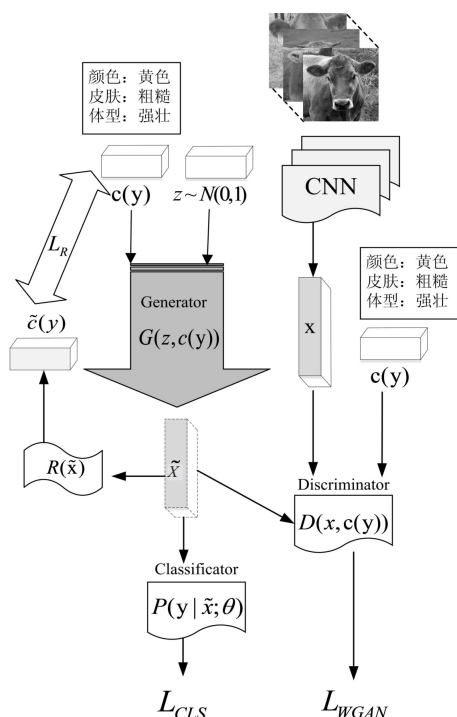 颜色：黄色
皮肤：粗糙
体型：强壮
c(y)
z~N(0,1)
CNN
L_R
Generator
G(z,c(y))
颜色：黄色
皮肤：粗糙
体型：强壮
c̃(y)
x
c(y)
R(x̃)
X̃
Discriminator
D(x,c(y))
Classificator
P(y|x̃;θ)
L_CLS
L_WGAN